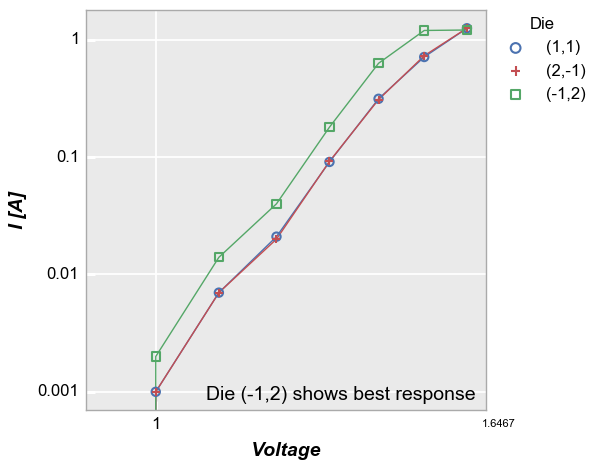 Die
(1,1)
(2,-1)
(-1,2)
1
0.1
0.01
0.001
I [A]
Die (-1,2) shows best response
1
1.6467
Voltage